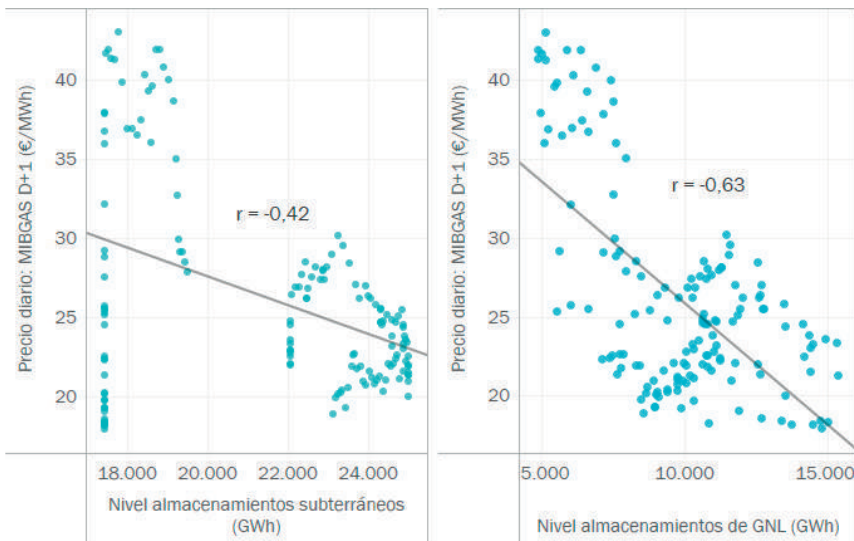 Precio diario: MIBGAS D+1 (€/MWh)
40
35
30
25
20
r = -0,42
18.000 20.000 22.000 24.000
Nivel almacenamientos subterráneos
(GWh)
Precio diario: MIBGAS D+1 (€/MWh)
40
35
30
25
20
r = -0,63
5.000 10.000 15.000
Nivel almacenamientos de GNL (GWh)